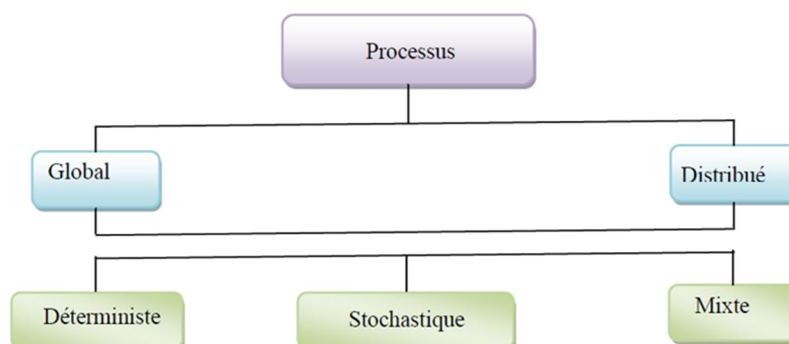 Processus
Global
Distribué
Déterministe
Stochastique
Mixte